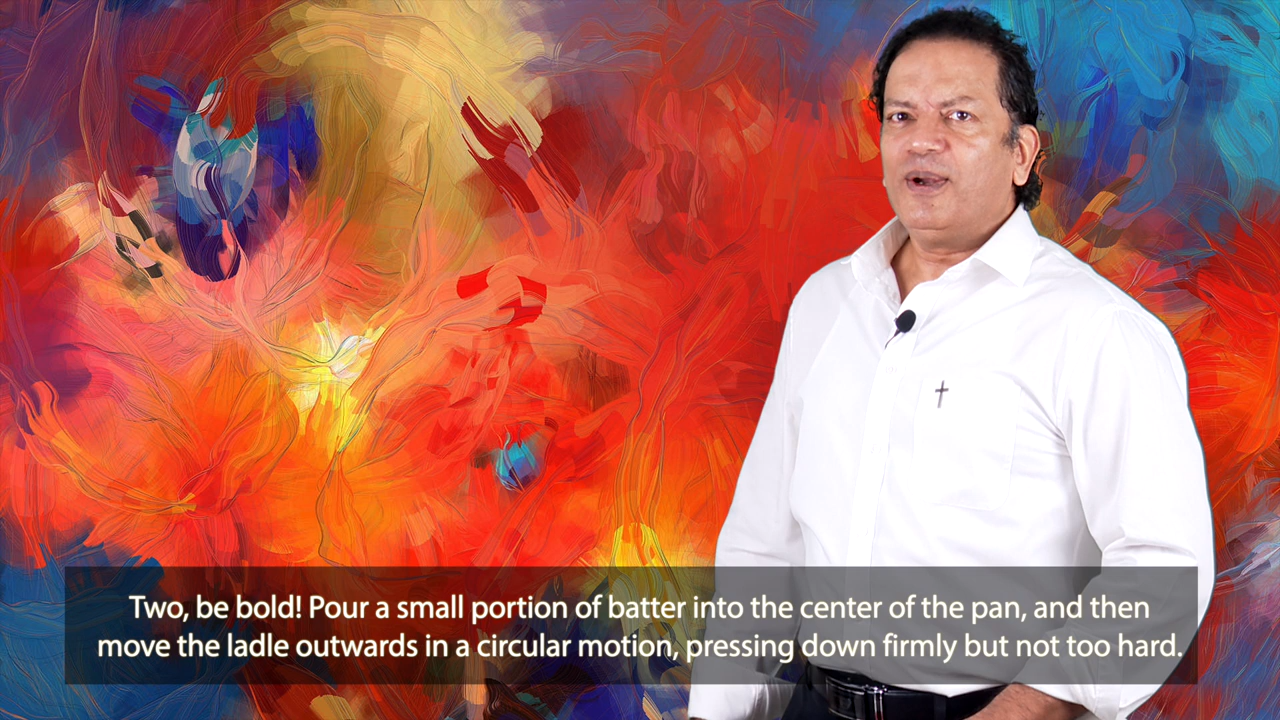 Two, be bold! Pour a small portion of batter into the center of the pan, and then
move the ladle outwards in a circular motion, pressing down firmly but not too hard.